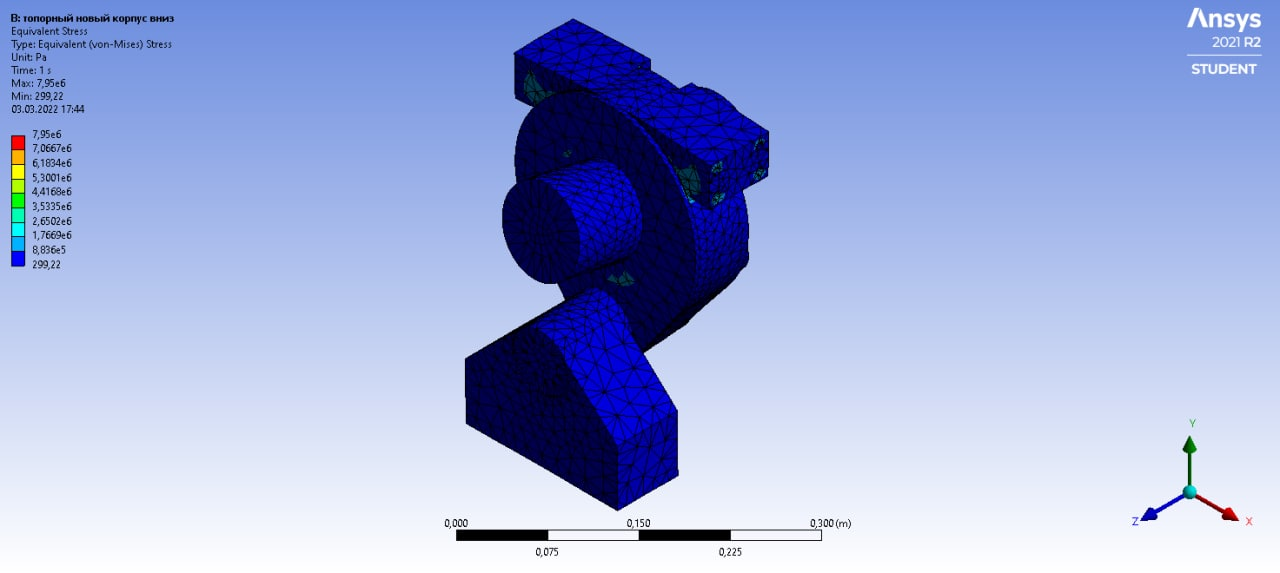 B: топорный новый корпус вниз
Equivalent Stress
Type: Equivalent (von-Mises) Stress
Unit: Pa
Time: 1 s
Max: 7,95e6
Min: 299,22
03.03.2022 17:44
7,95e6
7,0667e6
6,1834e6
5,3001e6
4,4168e6
3,5335e6
2,6502e6
1,7669e6
8,836e5
299,22
Ansys
2021 R2
STUDENT
Y
Z
X
0,000
0,150
0,300 (m)
0,075
0,225